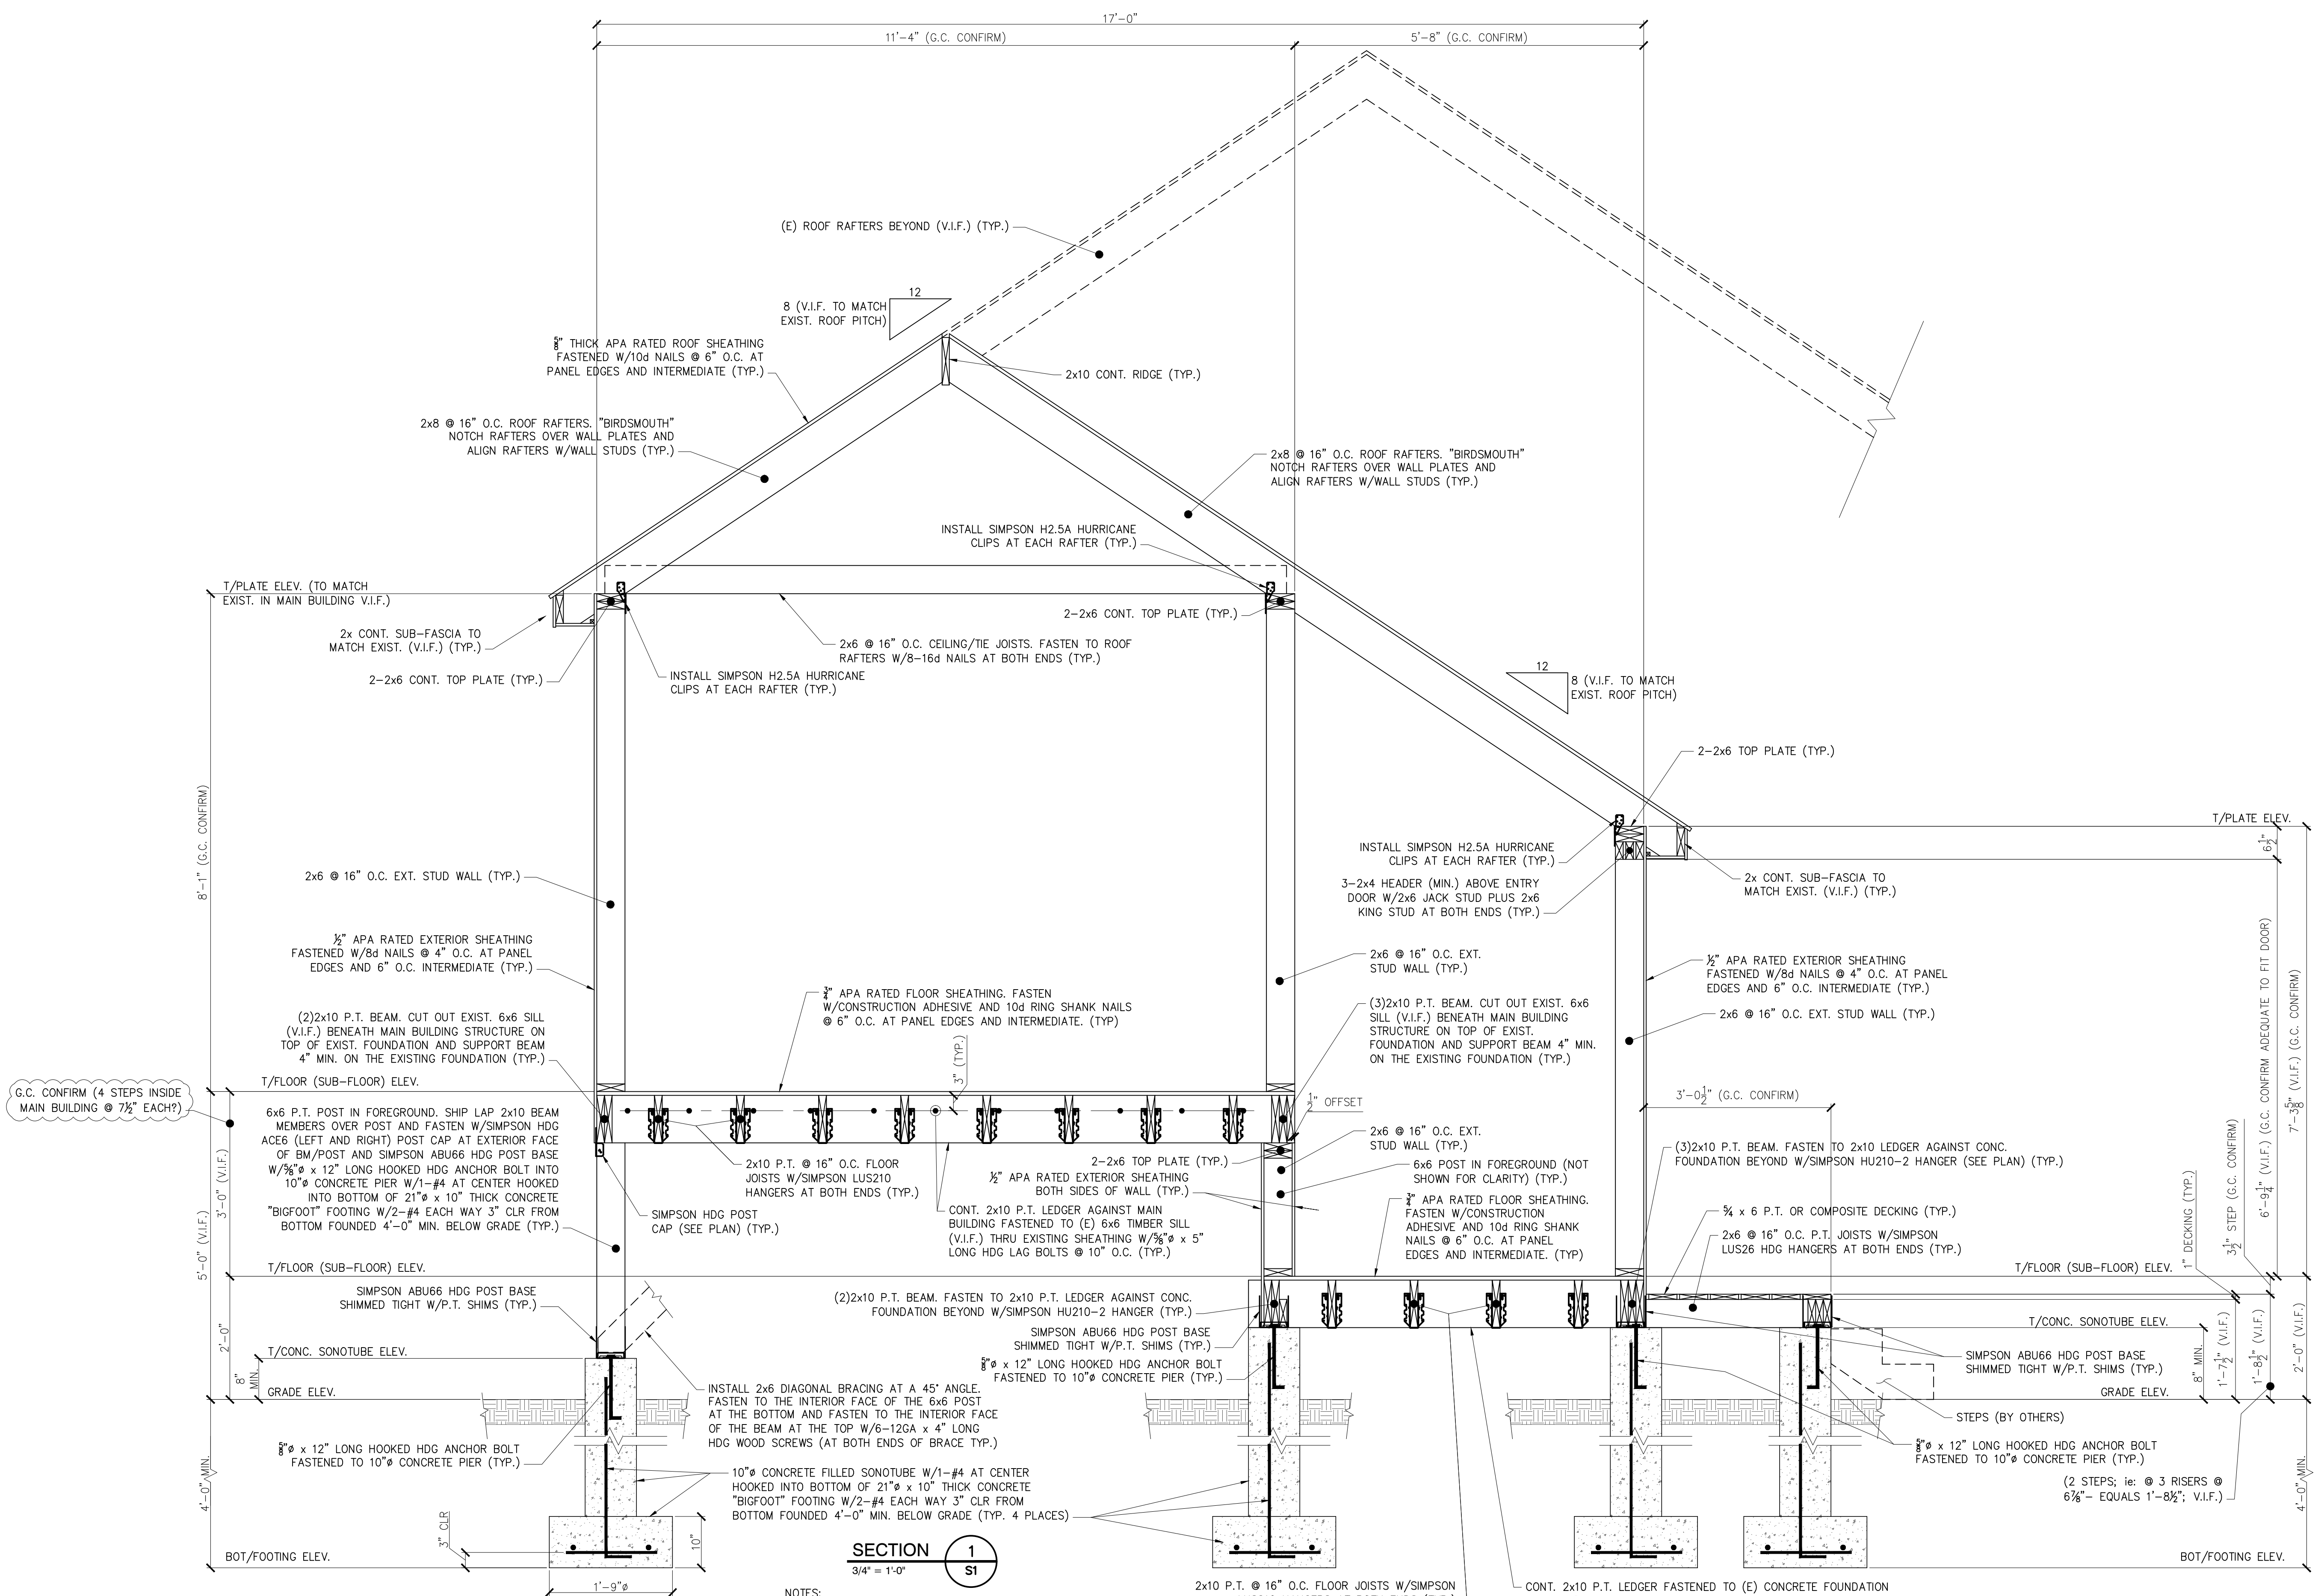 17'-0"
11'-4" (G.C. CONFIRM)
5'-8" (G.C. CONFIRM)
(E) ROOF RAFTERS BEYOND (V.I.F.) (TYP.)
12
8 (V.I.F. TO MATCH
EXIST. ROOF PITCH)
⅝" THICK APA RATED ROOF SHEATHING
FASTENED W/10d NAILS @ 6" O.C. AT
PANEL EDGES AND INTERMEDIATE (TYP.)
2x10 CONT. RIDGE (TYP.)
2x8 @ 16" O.C. ROOF RAFTERS. "BIRDSMOUTH"
NOTCH RAFTERS OVER WALL PLATES AND
ALIGN RAFTERS W/WALL STUDS (TYP.)
2x8 @ 16" O.C. ROOF RAFTERS. "BIRDSMOUTH"
NOTCH RAFTERS OVER WALL PLATES AND
ALIGN RAFTERS W/WALL STUDS (TYP.)
INSTALL SIMPSON H2.5A HURRICANE
CLIPS AT EACH RAFTER (TYP.)
T/PLATE ELEV. (TO MATCH
EXIST. IN MAIN BUILDING V.I.F.)
2-2x6 CONT. TOP PLATE (TYP.)
2x CONT. SUB-FASCIA TO
MATCH EXIST. (V.I.F.) (TYP.)
2x6 @ 16" O.C. CEILING/TIE JOISTS. FASTEN TO ROOF
RAFTERS W/8-16d NAILS AT BOTH ENDS (TYP.)
2-2x6 CONT. TOP PLATE (TYP.)
INSTALL SIMPSON H2.5A HURRICANE
CLIPS AT EACH RAFTER (TYP.)
12
8 (V.I.F. TO MATCH
EXIST. ROOF PITCH)
2-2x6 TOP PLATE (TYP.)
T/PLATE ELEV.
6½"
8'-1" (G.C. CONFIRM)
INSTALL SIMPSON H2.5A HURRICANE
CLIPS AT EACH RAFTER (TYP.)
2x6 @ 16" O.C. EXT. STUD WALL (TYP.)
3-2x4 HEADER (MIN.) ABOVE ENTRY
DOOR W/2x6 JACK STUD PLUS 2x6
KING STUD AT BOTH ENDS (TYP.)
2x CONT. SUB-FASCIA TO
MATCH EXIST. (V.I.F.) (TYP.)
½" APA RATED EXTERIOR SHEATHING
FASTENED W/8d NAILS @ 4" O.C. AT PANEL
EDGES AND 6" O.C. INTERMEDIATE (TYP.)
2x6 @ 16" O.C. EXT.
STUD WALL (TYP.)
½" APA RATED EXTERIOR SHEATHING
FASTENED W/8d NAILS @ 4" O.C. AT PANEL
EDGES AND 6" O.C. INTERMEDIATE (TYP.)
¾" APA RATED FLOOR SHEATHING. FASTEN
W/CONSTRUCTION ADHESIVE AND 10d RING SHANK NAILS
@ 6" O.C. AT PANEL EDGES AND INTERMEDIATE. (TYP)
(2)2x10 P.T. BEAM. CUT OUT EXIST. 6x6 SILL
(V.I.F.) BENEATH MAIN BUILDING STRUCTURE ON
TOP OF EXIST. FOUNDATION AND SUPPORT BEAM
4" MIN. ON THE EXISTING FOUNDATION (TYP.)
(3)2x10 P.T. BEAM. CUT OUT EXIST. 6x6
SILL (V.I.F.) BENEATH MAIN BUILDING
STRUCTURE ON TOP OF EXIST.
FOUNDATION AND SUPPORT BEAM 4" MIN.
ON THE EXISTING FOUNDATION (TYP.)
2x6 @ 16" O.C. EXT. STUD WALL (TYP.)
6'-9¼" (V.I.F.) (G.C. CONFIRM ADEQUATE TO FIT DOOR)
7'-3⅝" (V.I.F.) (G.C. CONFIRM)
3" (TYP.)
T/FLOOR (SUB-FLOOR) ELEV.
G.C. CONFIRM (4 STEPS INSIDE
MAIN BUILDING @ 7½" EACH?)
½" OFFSET
3'-0½" (G.C. CONFIRM)
6x6 P.T. POST IN FOREGROUND. SHIP LAP 2x10 BEAM
MEMBERS OVER POST AND FASTEN W/SIMPSON HDG
ACE6 (LEFT AND RIGHT) POST CAP AT EXTERIOR FACE
OF BM/POST AND SIMPSON ABU66 HDG POST BASE
W/⅝"ø x 12" LONG HOOKED HDG ANCHOR BOLT INTO
10"ø CONCRETE PIER W/1-#4 AT CENTER HOOKED
INTO BOTTOM OF 21"ø x 10" THICK CONCRETE
"BIGFOOT" FOOTING W/2-#4 EACH WAY 3" CLR FROM
BOTTOM FOUNDED 4'-0" MIN. BELOW GRADE (TYP.)
3'-0" (V.I.F.)
5'-0" (V.I.F.)
2x10 P.T. @ 16" O.C. FLOOR
JOISTS W/SIMPSON LUS210
HANGERS AT BOTH ENDS (TYP.)
2-2x6 TOP PLATE (TYP.)
½" APA RATED EXTERIOR SHEATHING
BOTH SIDES OF WALL (TYP.)
2x6 @ 16" O.C. EXT.
STUD WALL (TYP.)
6x6 POST IN FOREGROUND (NOT
SHOWN FOR CLARITY) (TYP.)
(3)2x10 P.T. BEAM. FASTEN TO 2x10 LEDGER AGAINST CONC.
FOUNDATION BEYOND W/SIMPSON HU210-2 HANGER (SEE PLAN) (TYP.)
SIMPSON HDG POST
CAP (SEE PLAN) (TYP.)
CONT. 2x10 P.T. LEDGER AGAINST MAIN
BUILDING FASTENED TO (E) 6x6 TIMBER SILL
(V.I.F.) THRU EXISTING SHEATHING W/⅝"ø x 5"
LONG HDG LAG BOLTS @ 10" O.C. (TYP.)
¾" APA RATED FLOOR SHEATHING.
FASTEN W/CONSTRUCTION
ADHESIVE AND 10d RING SHANK
NAILS @ 6" O.C. AT PANEL
EDGES AND INTERMEDIATE. (TYP)
5/4 x 6 P.T. OR COMPOSITE DECKING (TYP.)
2x6 @ 16" O.C. P.T. JOISTS W/SIMPSON
LUS26 HDG HANGERS AT BOTH ENDS (TYP.)
1" DECKING (TYP.)
3½" STEP (G.C. CONFIRM)
T/FLOOR (SUB-FLOOR) ELEV.
T/FLOOR (SUB-FLOOR) ELEV.
SIMPSON ABU66 HDG POST BASE
SHIMMED TIGHT W/P.T. SHIMS (TYP.)
(2)2x10 P.T. BEAM. FASTEN TO 2x10 P.T. LEDGER AGAINST CONC.
FOUNDATION BEYOND W/SIMPSON HU210-2 HANGER (TYP.)
2'-0"
SIMPSON ABU66 HDG POST BASE
SHIMMED TIGHT W/P.T. SHIMS (TYP.)
T/CONC. SONOTUBE ELEV.
T/CONC. SONOTUBE ELEV.
8"
MIN.
⅝"ø x 12" LONG HOOKED HDG ANCHOR BOLT
FASTENED TO 10"ø CONCRETE PIER (TYP.)
SIMPSON ABU66 HDG POST BASE
SHIMMED TIGHT W/P.T. SHIMS (TYP.)
8" MIN.
1'-7½" (V.I.F.)
1'-8½" (V.I.F.)
2'-0" (V.I.F.)
GRADE ELEV.
GRADE ELEV.
INSTALL 2x6 DIAGONAL BRACING AT A 45° ANGLE.
FASTEN TO THE INTERIOR FACE OF THE 6x6 POST
AT THE BOTTOM AND FASTEN TO THE INTERIOR FACE
OF THE BEAM AT THE TOP W/6-12GA x 4" LONG
HDG WOOD SCREWS (AT BOTH ENDS OF BRACE TYP.)
STEPS (BY OTHERS)
⅝"ø x 12" LONG HOOKED HDG ANCHOR BOLT
FASTENED TO 10"ø CONCRETE PIER (TYP.)
⅝"ø x 12" LONG HOOKED HDG ANCHOR BOLT
FASTENED TO 10"ø CONCRETE PIER (TYP.)
10"ø CONCRETE FILLED SONOTUBE W/1-#4 AT CENTER
HOOKED INTO BOTTOM OF 21"ø x 10" THICK CONCRETE
"BIGFOOT" FOOTING W/2-#4 EACH WAY 3" CLR FROM
BOTTOM FOUNDED 4'-0" MIN. BELOW GRADE (TYP. 4 PLACES)
(2 STEPS; ie: @ 3 RISERS @
6⅞"- EQUALS 1'-8½"; V.I.F.)
4'-0" MIN.
4'-0" MIN.
3" CLR
10"
BOT/FOOTING ELEV.
BOT/FOOTING ELEV.
SECTION
1
S1
3/4" = 1'-0"
1'-9"ø
NOTES:
2x10 P.T. @ 16" O.C. FLOOR JOISTS W/SIMPSON
CONT. 2x10 P.T. LEDGER FASTENED TO (E) CONCRETE FOUNDATION